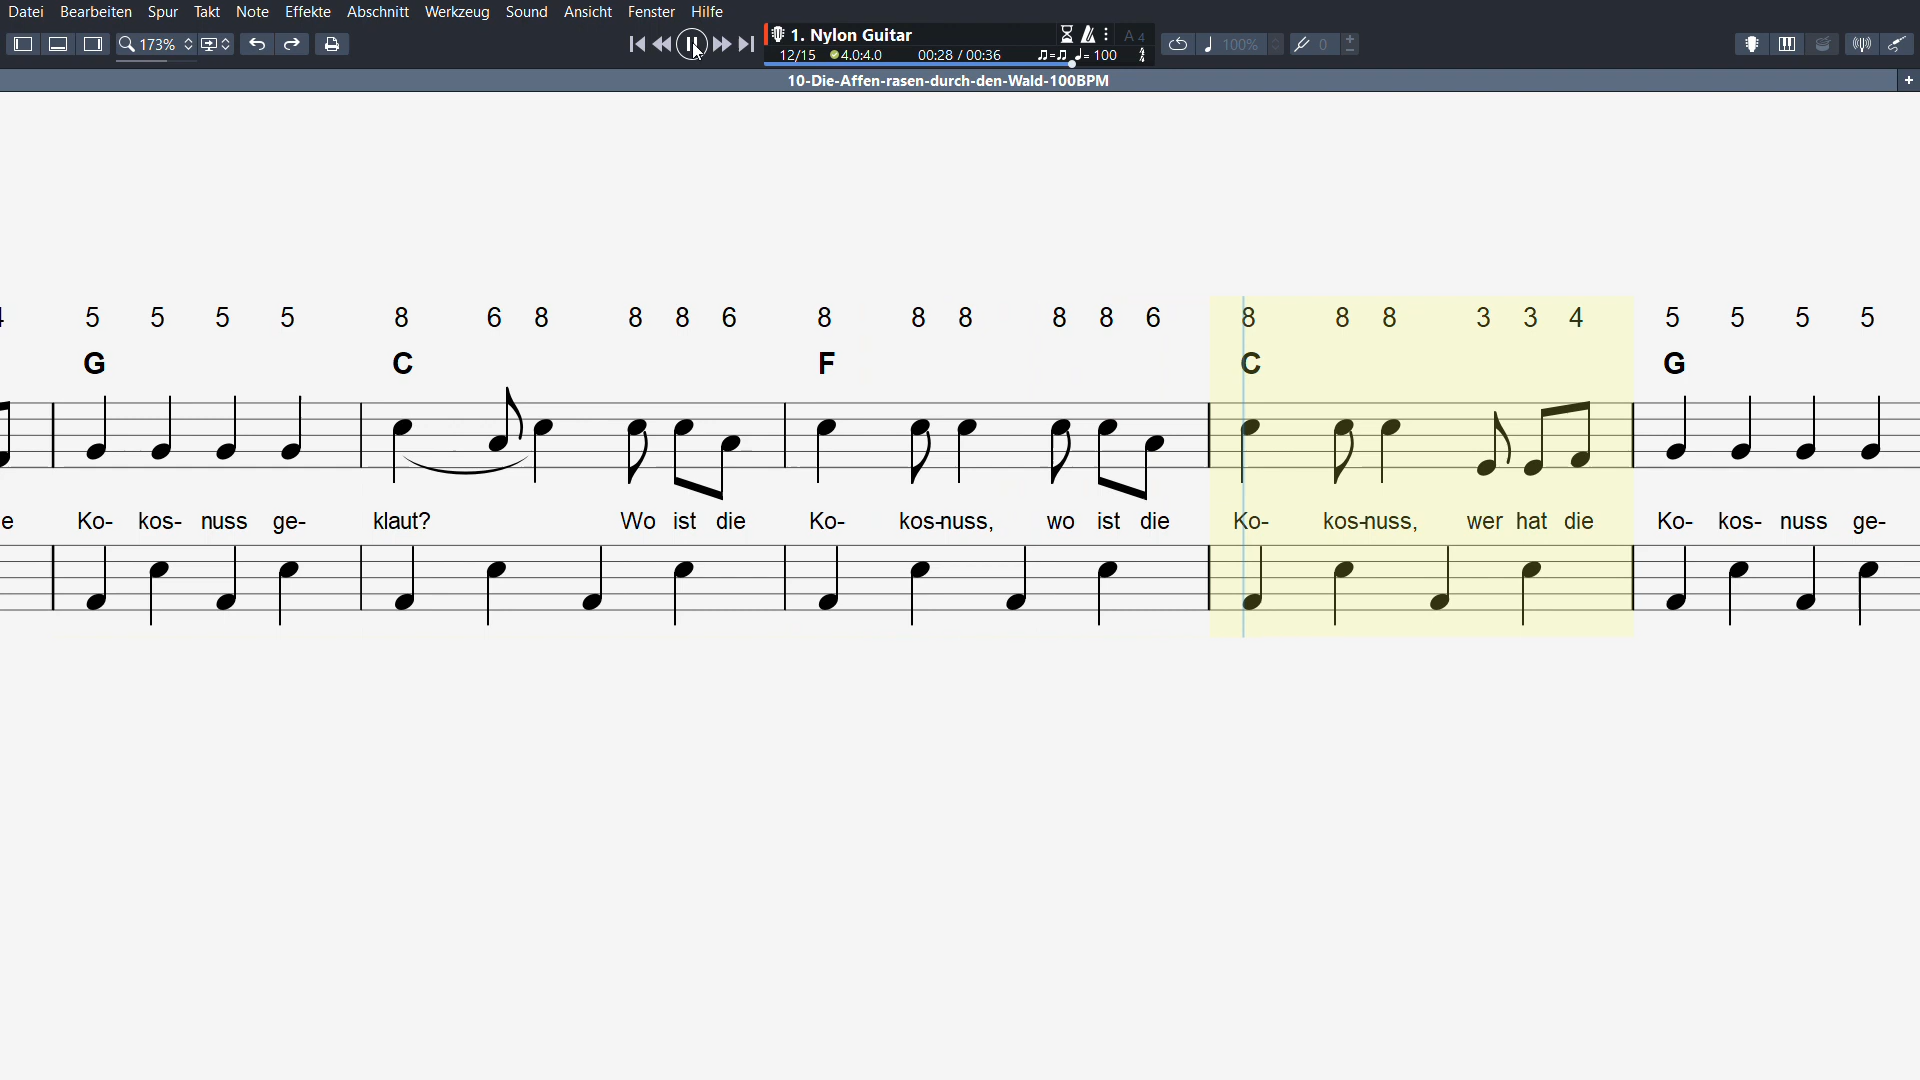 Datei Bearbeiten Spur Takt Note Effekte Abschnitt Werkzeug Sound Ansicht Fenster Hilfe
173% 1. Nylon Guitar A4 100% 0
12/15 4.0:4.0 00:28 / 00:36 = 100
10-Die-Affen-rasen-durch-den-Wald-100BPM
5 5 5 5 8 6 8 8 8 6 8 8 8 8 8 6 8 8 8 3 3 4 5 5 5 5
G C F C G
e Ko- kos- nuss ge- klaut? Wo ist die Ko- kos-nuss, wo ist die Ko- kos-nuss, wer hat die Ko- kos- nuss ge-